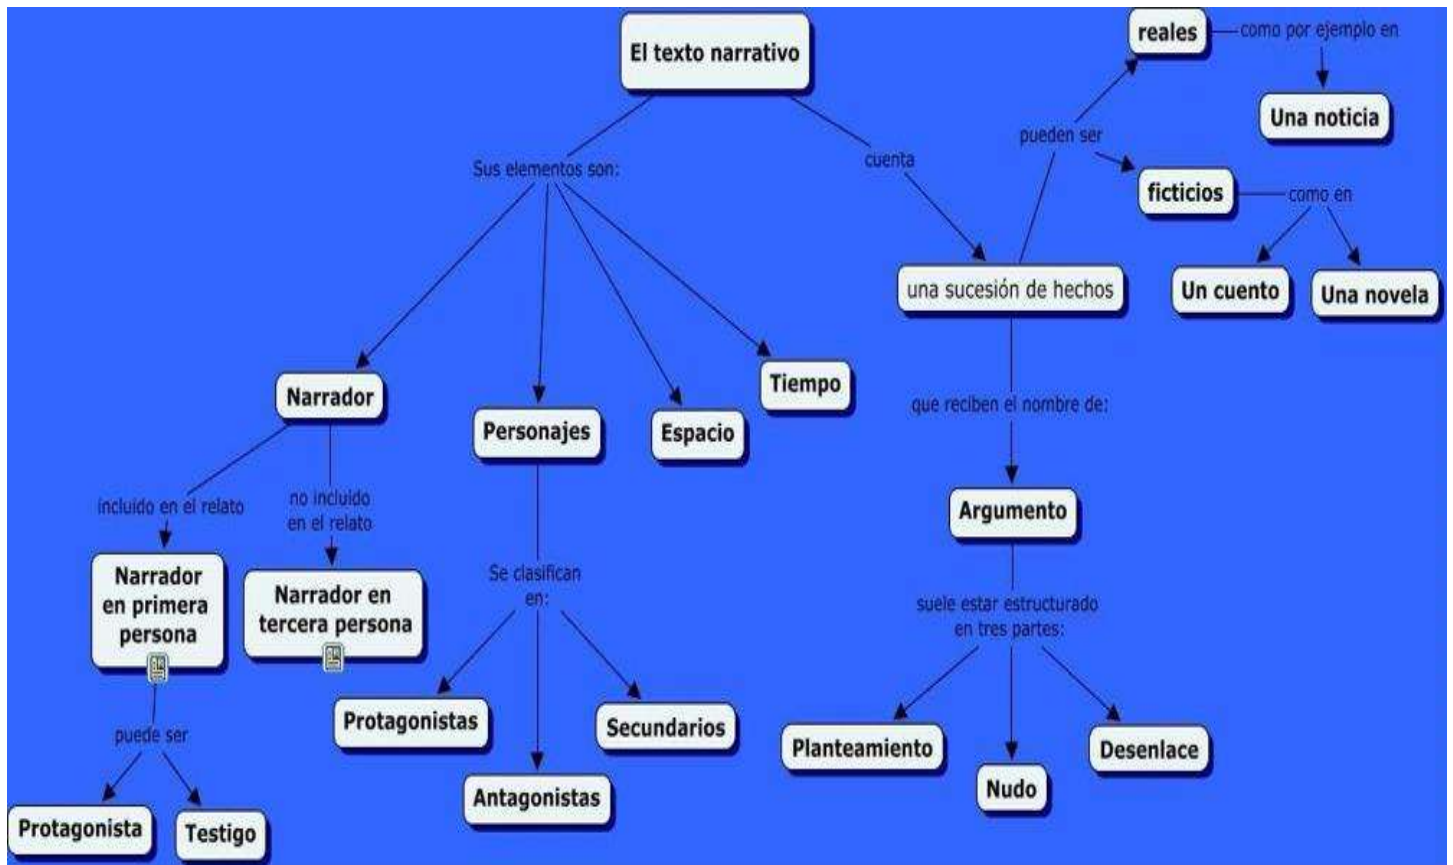 El texto narrativo
reales
como por ejemplo en
Una noticia
pueden ser
Sus elementos son:
cuenta
ficticios
como en
una sucesión de hechos
Un cuento
Una novela
Narrador
Personajes
Espacio
Tiempo
que reciben el nombre de:
incluido en el relato
no incluido
en el relato
Argumento
Narrador
en primera
persona
Narrador en
tercera persona
Se clasifican
en:
suele estar estructurado
en tres partes:
puede ser
Protagonistas
Secundarios
Antagonistas
Planteamiento
Nudo
Desenlace
Protagonista
Testigo